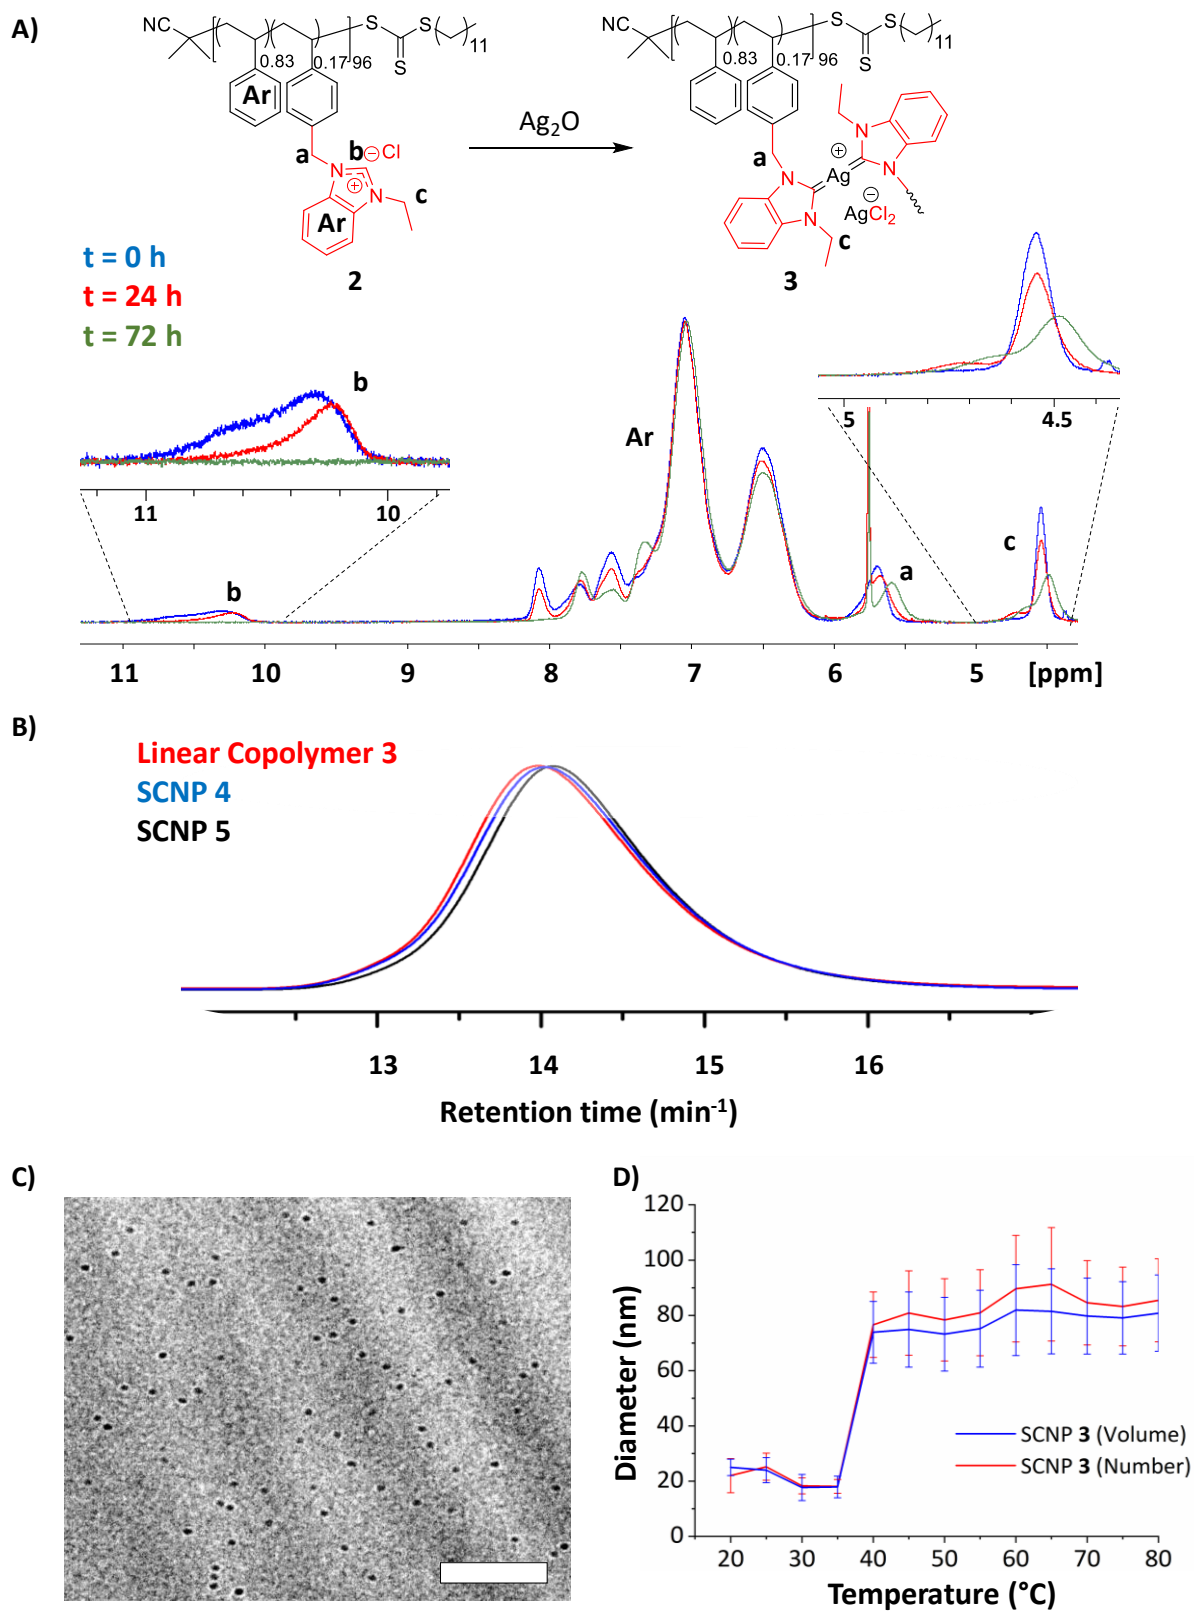 A)
NC
S
S
S
11
0.83
0.17
96
Ar
a
b
⊖
Cl
N
⊕
N
c
Ar
2
Ag₂O
NC
S
S
S
11
0.83
0.17
96
a
N
N
⊕
Ag
N
N
⊖
AgCl₂
c
3
t = 0 h
t = 24 h
t = 72 h
b
11 10
5 4.5
Ar
b
a
c
11 10 9 8 7 6 5 [ppm]
B)
Linear Copolymer 3
SCNP 4
SCNP 5
13 14 15 16
Retention time (min⁻¹)
C)
D)
120
100
80
60
40
20
0
Diameter (nm)
SCNP 3 (Volume)
SCNP 3 (Number)
20 30 40 50 60 70 80
Temperature (°C)